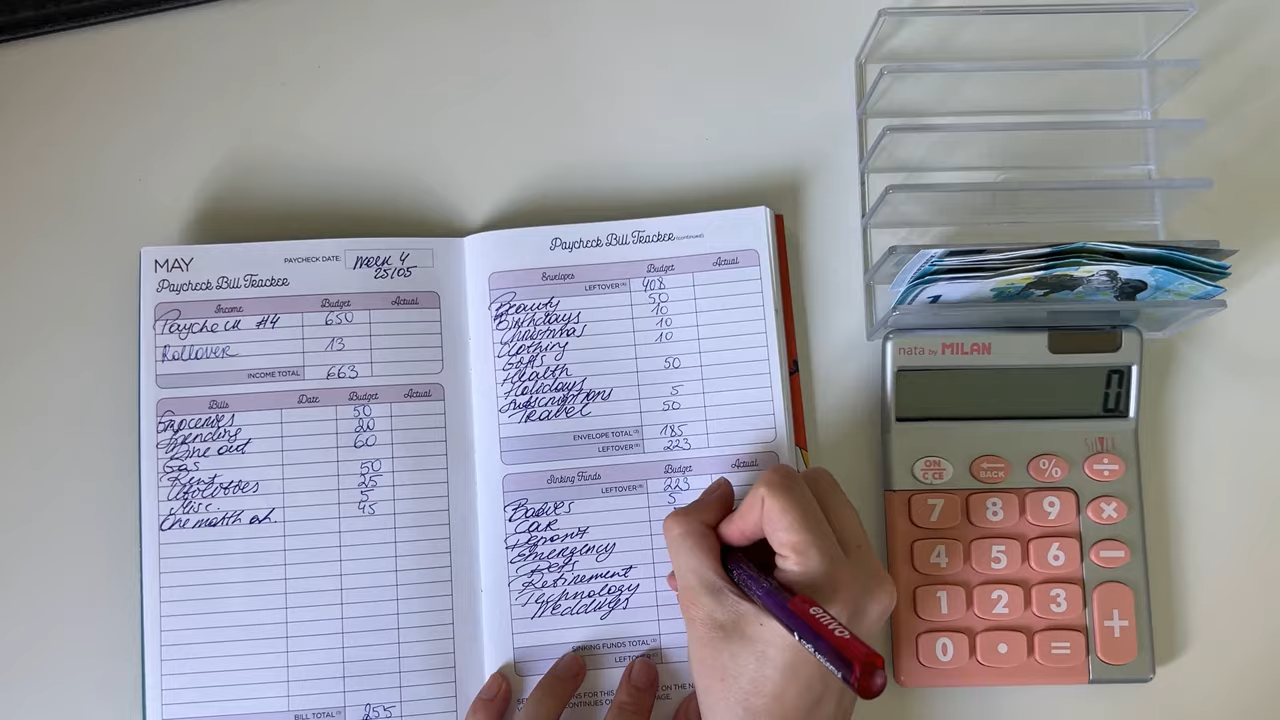 MAY
PAYCHECK DATE: Week 4
25/05
Paycheck Bill Tracker
Income Budget Actual
Paycheck #4 650
Rollover 13
INCOME TOTAL 663
Bills Date Budget Actual
Groceries 50
Spending 20
Dine out 60
Gas
Rent 50
25
Misc. 5
One month ah. 45
BILL TOTAL 255
Paycheck Bill Tracker (CONTINUED)
Envelopes Budget Actual
LEFTOVER 408
Beauty 50
Birthdays 10
Christmas 10
Clothing 10
Health 50
Holidays
Subscriptions 5
Travel 50
ENVELOPE TOTAL 185
LEFTOVER 223
Sinking Funds Budget Actual
LEFTOVER 223
Babies 5
Car
Deposit
Emergency
Pets
Retirement
Technology
Weddings
SINKING FUNDS TOTAL
LEFTOVER
nata by MILAN
0.
SILVER
ON/C CE BACK % ÷
7 8 9 ×
4 5 6 −
1 2 3 +
0 • =